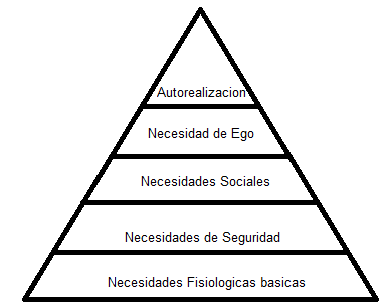 Autorealizacion
Necesidad de Ego
Necesidades Sociales
Necesidades de Seguridad
Necesidades Fisiologicas basicas